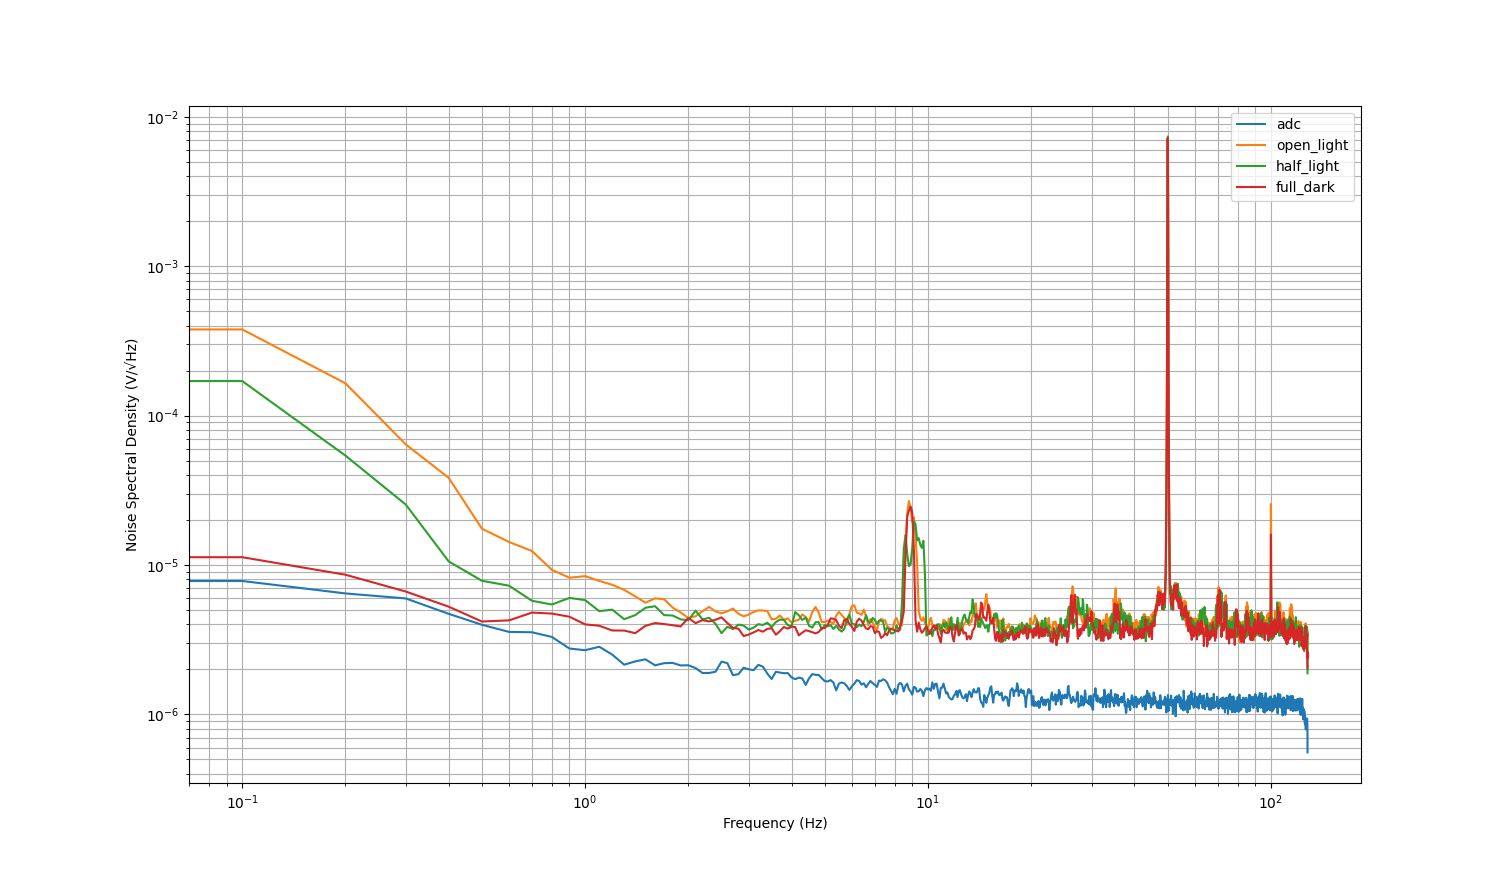 10⁻²
10⁻³
10⁻⁴
10⁻⁵
10⁻⁶
Noise Spectral Density (V/√Hz)
adc
open_light
half_light
full_dark
10⁻¹ 10⁰ 10¹ 10²
Frequency (Hz)